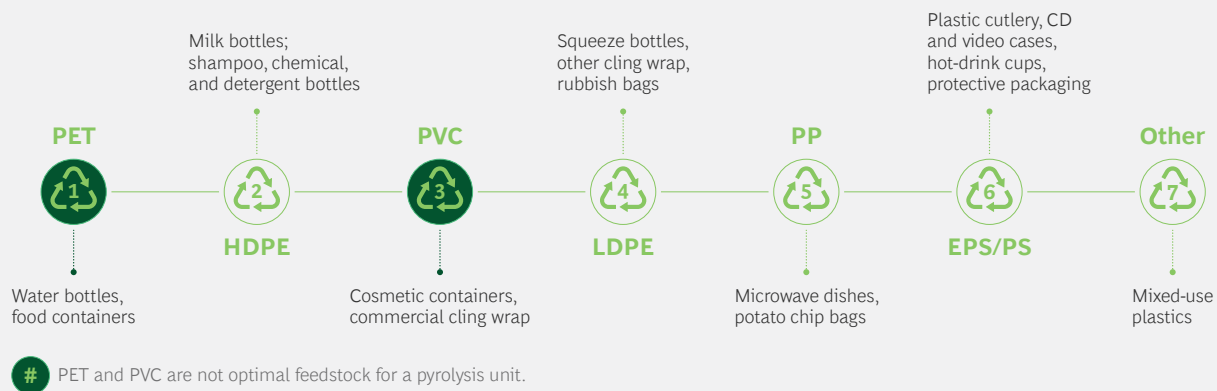 Milk bottles;
shampoo, chemical,
and detergent bottles
Squeeze bottles,
other cling wrap,
rubbish bags
Plastic cutlery, CD
and video cases,
hot-drink cups,
protective packaging
PET
PVC
PP
Other
1
2
3
4
5
6
7
HDPE
LDPE
EPS/PS
Water bottles,
food containers
Cosmetic containers,
commercial cling wrap
Microwave dishes,
potato chip bags
Mixed-use
plastics
# PET and PVC are not optimal feedstock for a pyrolysis unit.